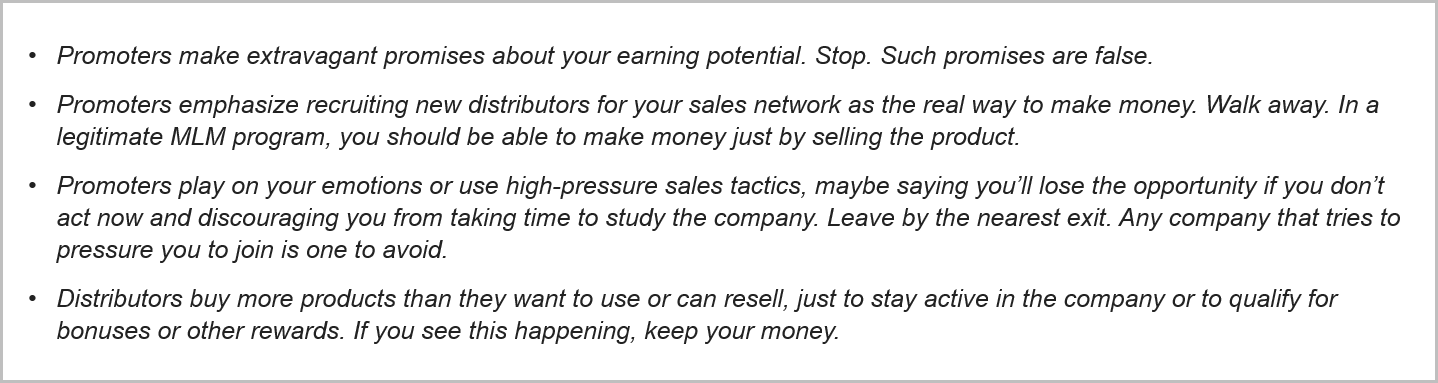 • Promoters make extravagant promises about your earning potential. Stop. Such promises are false.
• Promoters emphasize recruiting new distributors for your sales network as the real way to make money. Walk away. In a
legitimate MLM program, you should be able to make money just by selling the product.
• Promoters play on your emotions or use high-pressure sales tactics, maybe saying you’ll lose the opportunity if you don’t
act now and discouraging you from taking time to study the company. Leave by the nearest exit. Any company that tries to
pressure you to join is one to avoid.
• Distributors buy more products than they want to use or can resell, just to stay active in the company or to qualify for
bonuses or other rewards. If you see this happening, keep your money.